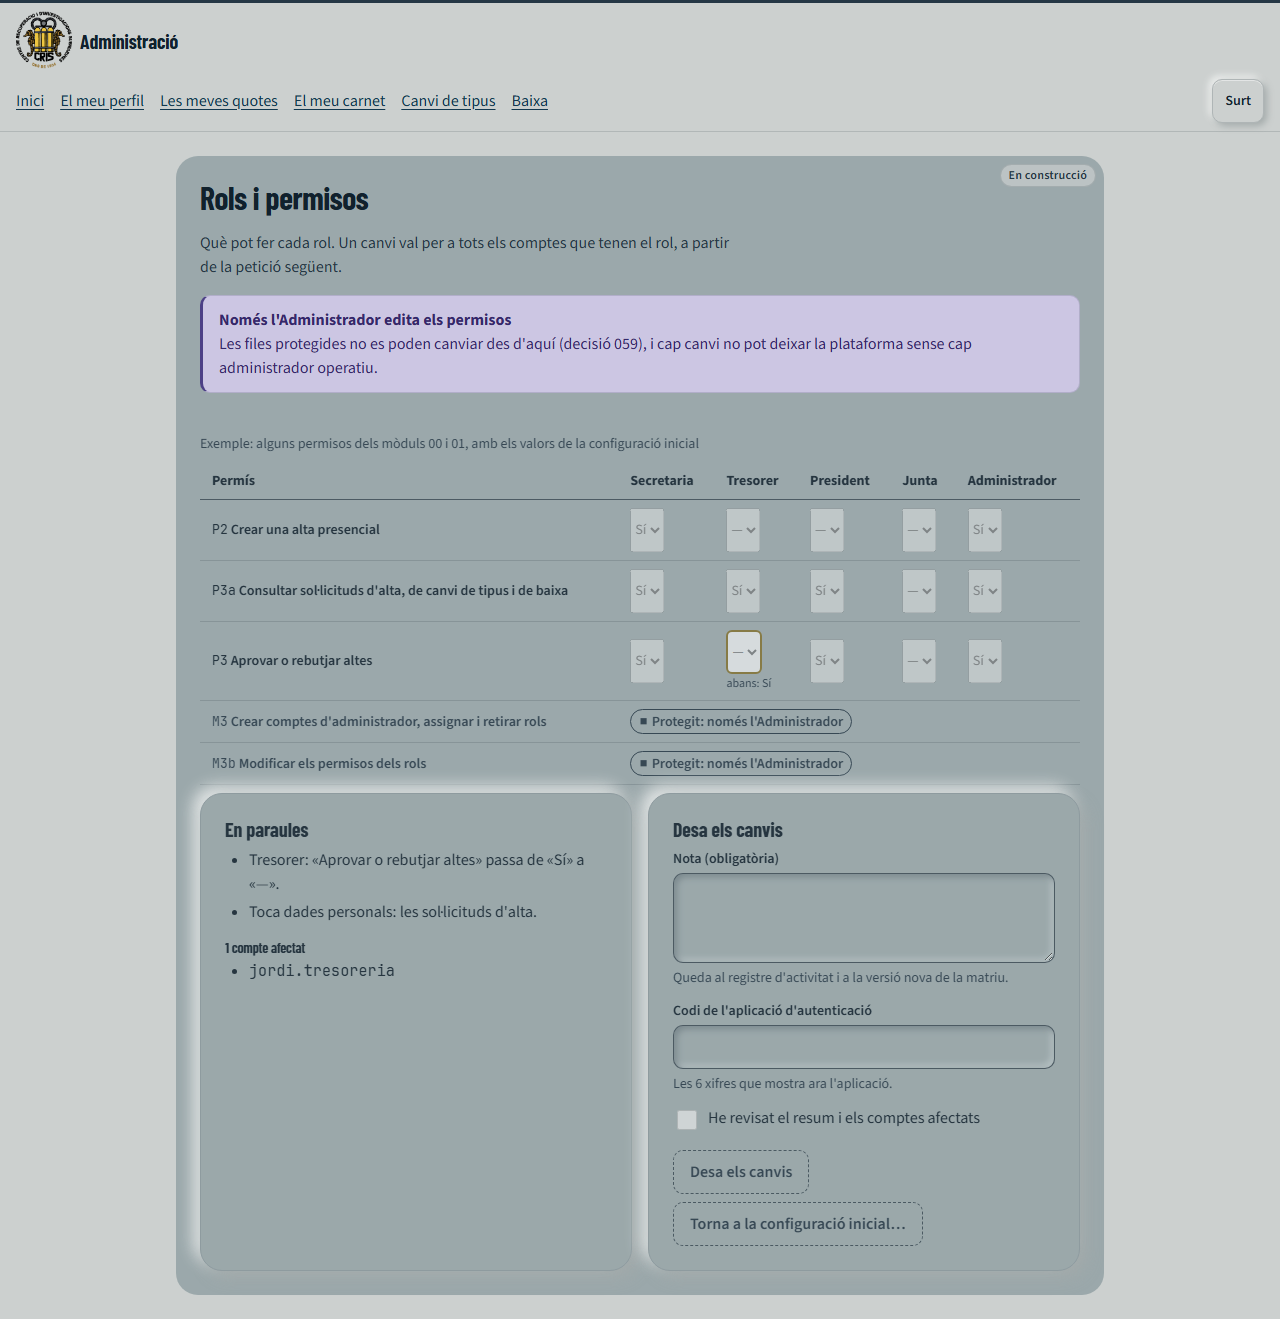 CRIS
Administració
Inici El meu perfil Les meves quotes El meu carnet Canvi de tipus Baixa
Surt
En construcció
Rols i permisos
Què pot fer cada rol. Un canvi val per a tots els comptes que tenen el rol, a partir
de la petició següent.
Només l'Administrador edita els permisos
Les files protegides no es poden canviar des d'aquí (decisió 059), i cap canvi no pot deixar la plataforma sense cap
administrador operatiu.
Exemple: alguns permisos dels mòduls 00 i 01, amb els valors de la configuració inicial
Permís Secretaria Tresorer President Junta Administrador
P2 Crear una alta presencial Sí — — — Sí
P3a Consultar sol·licituds d'alta, de canvi de tipus i de baixa Sí Sí Sí — Sí
P3 Aprovar o rebutjar altes Sí — Sí — Sí
abans: Sí
M3 Crear comptes d'administrador, assignar i retirar rols Protegit: només l'Administrador
M3b Modificar els permisos dels rols Protegit: només l'Administrador
En paraules
Tresorer: «Aprovar o rebutjar altes» passa de «Sí» a
«—».
Toca dades personals: les sol·licituds d'alta.
1 compte afectat
jordi.tresoreria
Desa els canvis
Nota (obligatòria)
Queda al registre d'activitat i a la versió nova de la matriu.
Codi de l'aplicació d'autenticació
Les 6 xifres que mostra ara l'aplicació.
He revisat el resum i els comptes afectats
Desa els canvis
Torna a la configuració inicial…